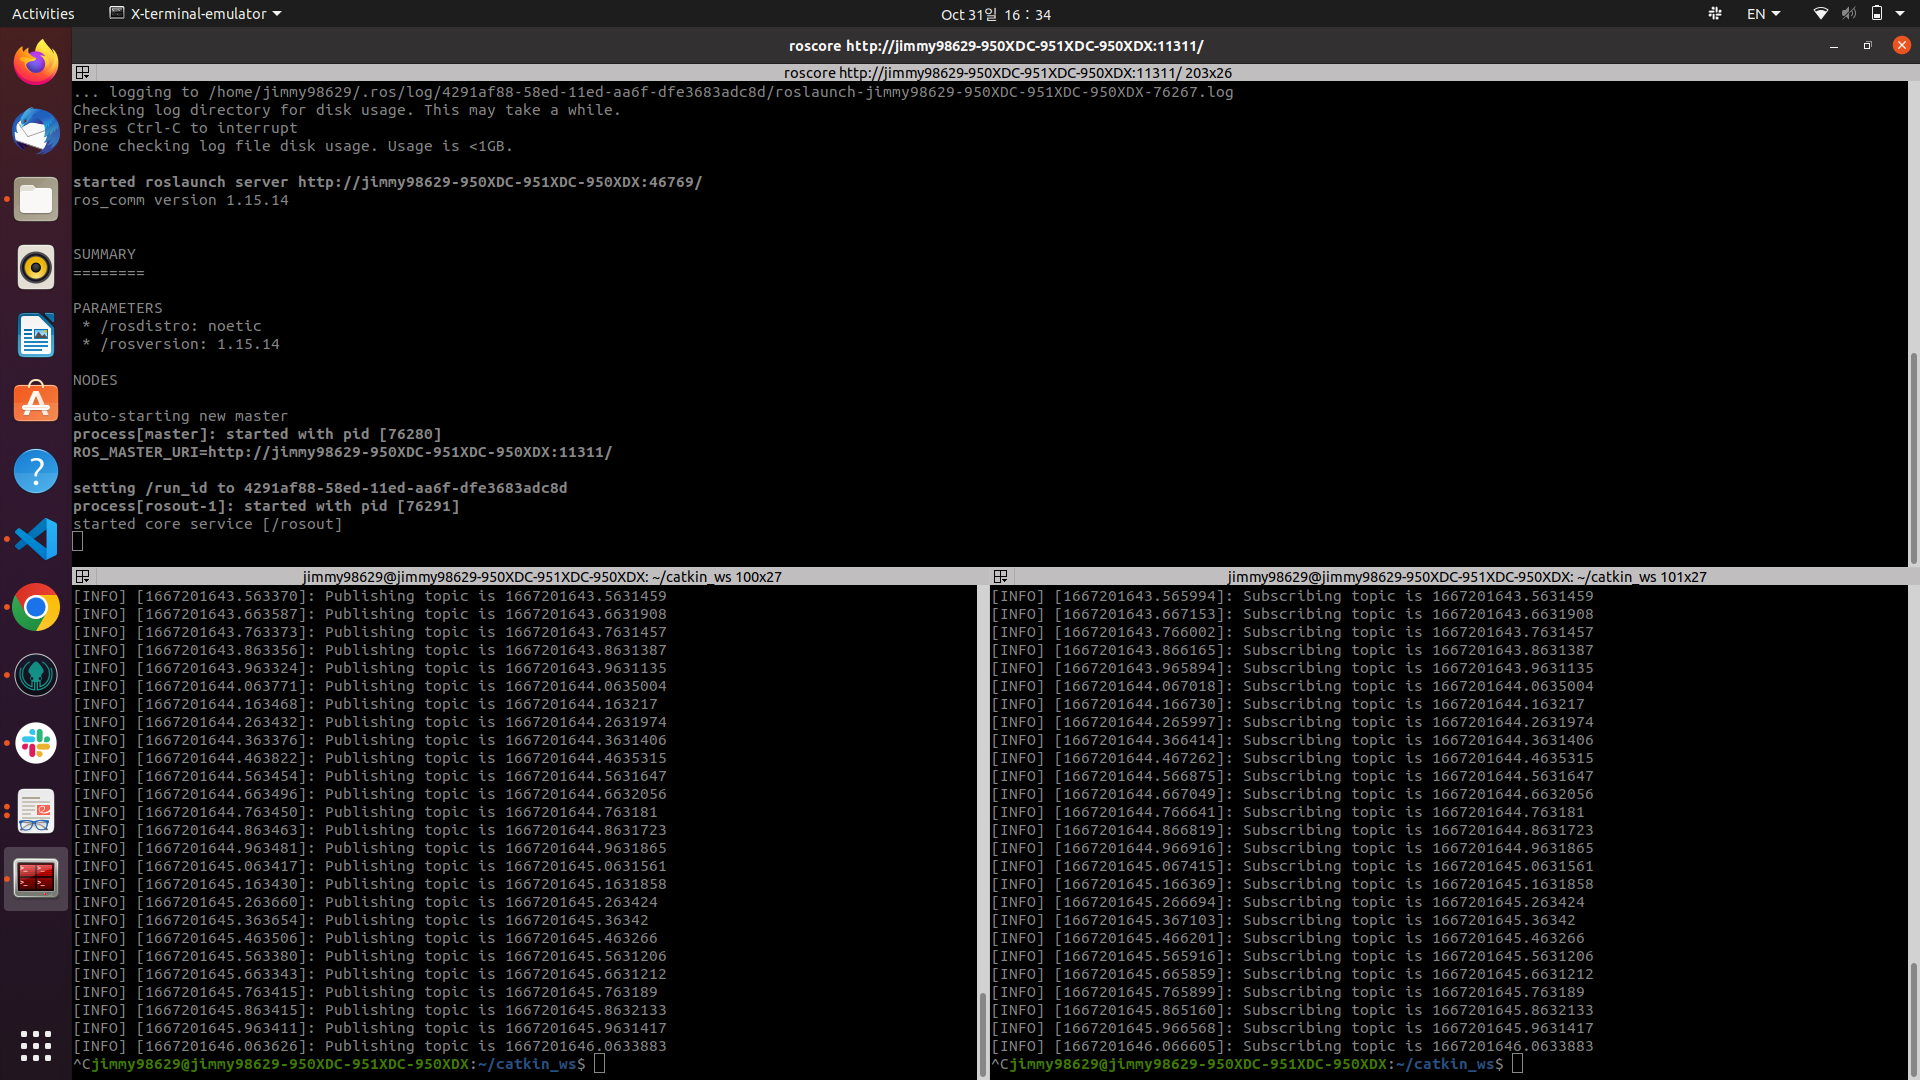 Activities
X-terminal-emulator
Oct 31일 16 : 34
EN
roscore http://jimmy98629-950XDC-951XDC-950XDX:11311/
roscore http://jimmy98629-950XDC-951XDC-950XDX:11311/ 203x26
... logging to /home/jimmy98629/.ros/log/4291af88-58ed-11ed-aa6f-dfe3683adc8d/roslaunch-jimmy98629-950XDC-951XDC-950XDX-76267.log
Checking log directory for disk usage. This may take a while.
Press Ctrl-C to interrupt
Done checking log file disk usage. Usage is <1GB.
started roslaunch server http://jimmy98629-950XDC-951XDC-950XDX:46769/
ros_comm version 1.15.14
SUMMARY
========
PARAMETERS
* /rosdistro: noetic
* /rosversion: 1.15.14
NODES
auto-starting new master
process[master]: started with pid [76280]
ROS_MASTER_URI=http://jimmy98629-950XDC-951XDC-950XDX:11311/
setting /run_id to 4291af88-58ed-11ed-aa6f-dfe3683adc8d
process[rosout-1]: started with pid [76291]
started core service [/rosout]
jimmy98629@jimmy98629-950XDC-951XDC-950XDX: ~/catkin_ws 100x27
[INFO] [1667201643.563370]: Publishing topic is 1667201643.5631459
[INFO] [1667201643.663587]: Publishing topic is 1667201643.6631908
[INFO] [1667201643.763373]: Publishing topic is 1667201643.7631457
[INFO] [1667201643.863356]: Publishing topic is 1667201643.8631387
[INFO] [1667201643.963324]: Publishing topic is 1667201643.9631135
[INFO] [1667201644.063771]: Publishing topic is 1667201644.0635004
[INFO] [1667201644.163468]: Publishing topic is 1667201644.163217
[INFO] [1667201644.263432]: Publishing topic is 1667201644.2631974
[INFO] [1667201644.363376]: Publishing topic is 1667201644.3631406
[INFO] [1667201644.463822]: Publishing topic is 1667201644.4635315
[INFO] [1667201644.563454]: Publishing topic is 1667201644.5631647
[INFO] [1667201644.663496]: Publishing topic is 1667201644.6632056
[INFO] [1667201644.763450]: Publishing topic is 1667201644.763181
[INFO] [1667201644.863463]: Publishing topic is 1667201644.8631723
[INFO] [1667201644.963481]: Publishing topic is 1667201644.9631865
[INFO] [1667201645.063417]: Publishing topic is 1667201645.0631561
[INFO] [1667201645.163430]: Publishing topic is 1667201645.1631858
[INFO] [1667201645.263660]: Publishing topic is 1667201645.263424
[INFO] [1667201645.363654]: Publishing topic is 1667201645.36342
[INFO] [1667201645.463506]: Publishing topic is 1667201645.463266
[INFO] [1667201645.563380]: Publishing topic is 1667201645.5631206
[INFO] [1667201645.663343]: Publishing topic is 1667201645.6631212
[INFO] [1667201645.763415]: Publishing topic is 1667201645.763189
[INFO] [1667201645.863415]: Publishing topic is 1667201645.8632133
[INFO] [1667201645.963411]: Publishing topic is 1667201645.9631417
[INFO] [1667201646.063626]: Publishing topic is 1667201646.0633883
^Cjimmy98629@jimmy98629-950XDC-951XDC-950XDX:~/catkin_ws$
jimmy98629@jimmy98629-950XDC-951XDC-950XDX: ~/catkin_ws 101x27
[INFO] [1667201643.565994]: Subscribing topic is 1667201643.5631459
[INFO] [1667201643.667153]: Subscribing topic is 1667201643.6631908
[INFO] [1667201643.766002]: Subscribing topic is 1667201643.7631457
[INFO] [1667201643.866165]: Subscribing topic is 1667201643.8631387
[INFO] [1667201643.965894]: Subscribing topic is 1667201643.9631135
[INFO] [1667201644.067018]: Subscribing topic is 1667201644.0635004
[INFO] [1667201644.166730]: Subscribing topic is 1667201644.163217
[INFO] [1667201644.265997]: Subscribing topic is 1667201644.2631974
[INFO] [1667201644.366414]: Subscribing topic is 1667201644.3631406
[INFO] [1667201644.467262]: Subscribing topic is 1667201644.4635315
[INFO] [1667201644.566875]: Subscribing topic is 1667201644.5631647
[INFO] [1667201644.667049]: Subscribing topic is 1667201644.6632056
[INFO] [1667201644.766641]: Subscribing topic is 1667201644.763181
[INFO] [1667201644.866819]: Subscribing topic is 1667201644.8631723
[INFO] [1667201644.966916]: Subscribing topic is 1667201644.9631865
[INFO] [1667201645.067415]: Subscribing topic is 1667201645.0631561
[INFO] [1667201645.166369]: Subscribing topic is 1667201645.1631858
[INFO] [1667201645.266694]: Subscribing topic is 1667201645.263424
[INFO] [1667201645.367103]: Subscribing topic is 1667201645.36342
[INFO] [1667201645.466201]: Subscribing topic is 1667201645.463266
[INFO] [1667201645.565916]: Subscribing topic is 1667201645.5631206
[INFO] [1667201645.665859]: Subscribing topic is 1667201645.6631212
[INFO] [1667201645.765899]: Subscribing topic is 1667201645.763189
[INFO] [1667201645.865160]: Subscribing topic is 1667201645.8632133
[INFO] [1667201645.966568]: Subscribing topic is 1667201645.9631417
[INFO] [1667201646.066605]: Subscribing topic is 1667201646.0633883
^Cjimmy98629@jimmy98629-950XDC-951XDC-950XDX:~/catkin_ws$